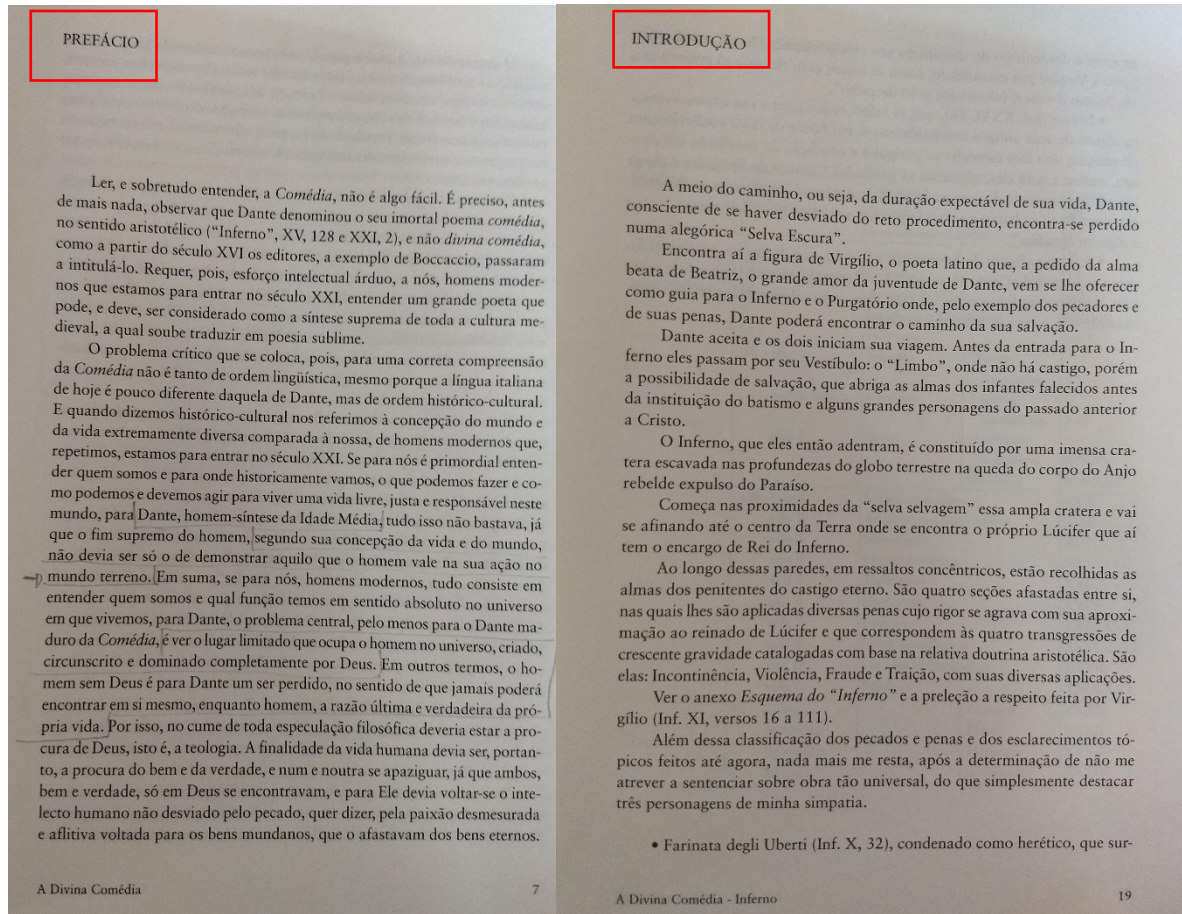 PREFÁCIO
Ler, e sobretudo entender, a Comédia, não é algo fácil. É preciso, antes
de mais nada, observar que Dante denominou o seu imortal poema comédia,
no sentido aristotélico (“Inferno”, XV, 128 e XXI, 2), e não divina comédia,
como a partir do século XVI os editores, a exemplo de Boccaccio, passaram
a intitulá-lo. Requer, pois, esforço intelectual árduo, a nós, homens moder-
nos que estamos para entrar no século XXI, entender um grande poeta que
pode, e deve, ser considerado como a síntese suprema de toda a cultura me-
dieval, a qual soube traduzir em poesia sublime.
O problema crítico que se coloca, pois, para uma correta compreensão
da Comédia não é tanto de ordem lingüística, mesmo porque a língua italiana
de hoje é pouco diferente daquela de Dante, mas de ordem histórico-cultural.
E quando dizemos histórico-cultural nos referimos à concepção do mundo e
da vida extremamente diversa comparada à nossa, de homens modernos que,
repetimos, estamos para entrar no século XXI. Se para nós é primordial enten-
der quem somos e para onde historicamente vamos, o que podemos fazer e co-
mo podemos e devemos agir para viver uma vida livre, justa e responsável neste
mundo, para Dante, homem-síntese da Idade Média, tudo isso não bastava, já
que o fim supremo do homem, segundo sua concepção da vida e do mundo,
não devia ser só o de demonstrar aquilo que o homem vale na sua ação no
mundo terreno. Em suma, se para nós, homens modernos, tudo consiste em
entender quem somos e qual função temos em sentido absoluto no universo
em que vivemos, para Dante, o problema central, pelo menos para o Dante ma-
duro da Comédia, é ver o lugar limitado que ocupa o homem no universo, criado,
circunscrito e dominado completamente por Deus. Em outros termos, o ho-
mem sem Deus é para Dante um ser perdido, no sentido de que jamais poderá
encontrar em si mesmo, enquanto homem, a razão última e verdadeira da pró-
pria vida. Por isso, no cume de toda especulação filosófica deveria estar a pro-
cura de Deus, isto é, a teologia. A finalidade da vida humana devia ser, portan-
to, a procura do bem e da verdade, e num e noutra se apaziguar, já que ambos,
bem e verdade, só em Deus se encontravam, e para Ele devia voltar-se o inte-
lecto humano não desviado pelo pecado, quer dizer, pela paixão desmesurada
e aflitiva voltada para os bens mundanos, que o afastavam dos bens eternos.
A Divina Comédia 7
INTRODUÇÃO
A meio do caminho, ou seja, da duração expectável de sua vida, Dante,
consciente de se haver desviado do reto procedimento, encontra-se perdido
numa alegórica “Selva Escura”.
Encontra aí a figura de Virgílio, o poeta latino que, a pedido da alma
beata de Beatriz, o grande amor da juventude de Dante, vem se lhe oferecer
como guia para o Inferno e o Purgatório onde, pelo exemplo dos pecadores e
de suas penas, Dante poderá encontrar o caminho da sua salvação.
Dante aceita e os dois iniciam sua viagem. Antes da entrada para o In-
ferno eles passam por seu Vestíbulo: o “Limbo”, onde não há castigo, porém
a possibilidade de salvação, que abriga as almas dos infantes falecidos antes
da instituição do batismo e alguns grandes personagens do passado anterior
a Cristo.
O Inferno, que eles então adentram, é constituído por uma imensa cra-
tera escavada nas profundezas do globo terrestre na queda do corpo do Anjo
rebelde expulso do Paraíso.
Começa nas proximidades da “selva selvagem” essa ampla cratera e vai
se afinando até o centro da Terra onde se encontra o próprio Lúcifer que aí
tem o encargo de Rei do Inferno.
Ao longo dessas paredes, em ressaltos concêntricos, estão recolhidas as
almas dos penitentes do castigo eterno. São quatro seções afastadas entre si,
nas quais lhes são aplicadas diversas penas cujo rigor se agrava com sua aproxi-
mação ao reinado de Lúcifer e que correspondem às quatro transgressões de
crescente gravidade catalogadas com base na relativa doutrina aristotélica. São
elas: Incontinência, Violência, Fraude e Traição, com suas diversas aplicações.
Ver o anexo Esquema do “Inferno” e a preleção a respeito feita por Vir-
gílio (Inf. XI, versos 16 a 111).
Além dessa classificação dos pecados e penas e dos esclarecimentos tó-
picos feitos até agora, nada mais me resta, após a determinação de não me
atrever a sentenciar sobre obra tão universal, do que simplesmente destacar
três personagens de minha simpatia.
• Farinata degli Uberti (Inf. X, 32), condenado como herético, que sur-
A Divina Comédia - Inferno 19